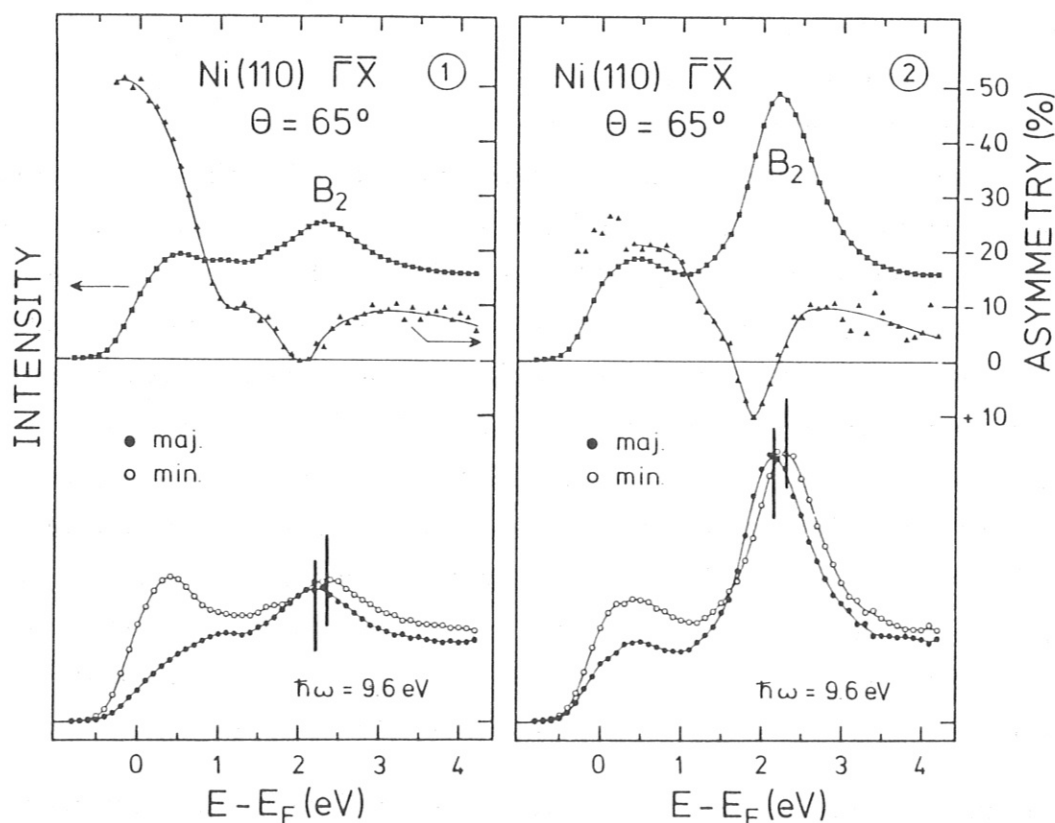 Ni (110) Γ̅X̅ 1
Θ = 65°
B₂
INTENSITY
● maj.
○ min.
ħω = 9.6 eV
0 1 2 3 4
E - E_F (eV)
Ni (110) Γ̅X̅ 2
Θ = 65°
B₂
- 50
- 40
- 30
- 20
- 10
0
+ 10
ASYMMETRY (%)
● maj.
○ min.
ħω = 9.6 eV
0 1 2 3 4
E - E_F (eV)